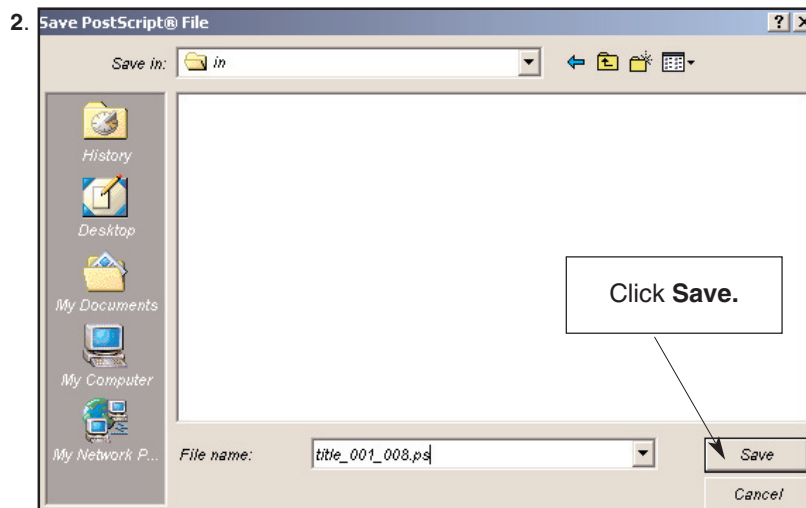 2. Save PostScript® File
Save in: in
History
Desktop
My Documents
My Computer
My Network P...
Click Save.
File name: title_001_008.ps Save
Cancel